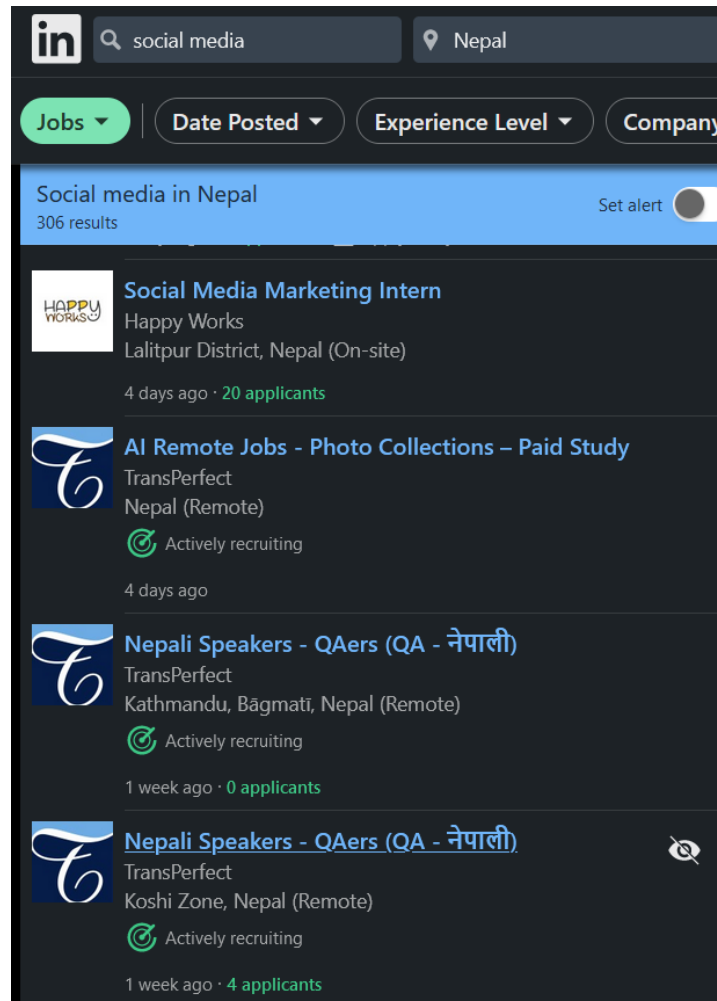 in
social media
Nepal
Jobs
Date Posted
Experience Level
Company
Social media in Nepal
306 results
Set alert
HAPPY
WORKS
Social Media Marketing Intern
Happy Works
Lalitpur District, Nepal (On-site)
4 days ago · 20 applicants
AI Remote Jobs - Photo Collections – Paid Study
TransPerfect
Nepal (Remote)
Actively recruiting
4 days ago
Nepali Speakers - QAers (QA - नेपाली)
TransPerfect
Kathmandu, Bāgmatī, Nepal (Remote)
Actively recruiting
1 week ago · 0 applicants
Nepali Speakers - QAers (QA - नेपाली)
TransPerfect
Koshi Zone, Nepal (Remote)
Actively recruiting
1 week ago · 4 applicants